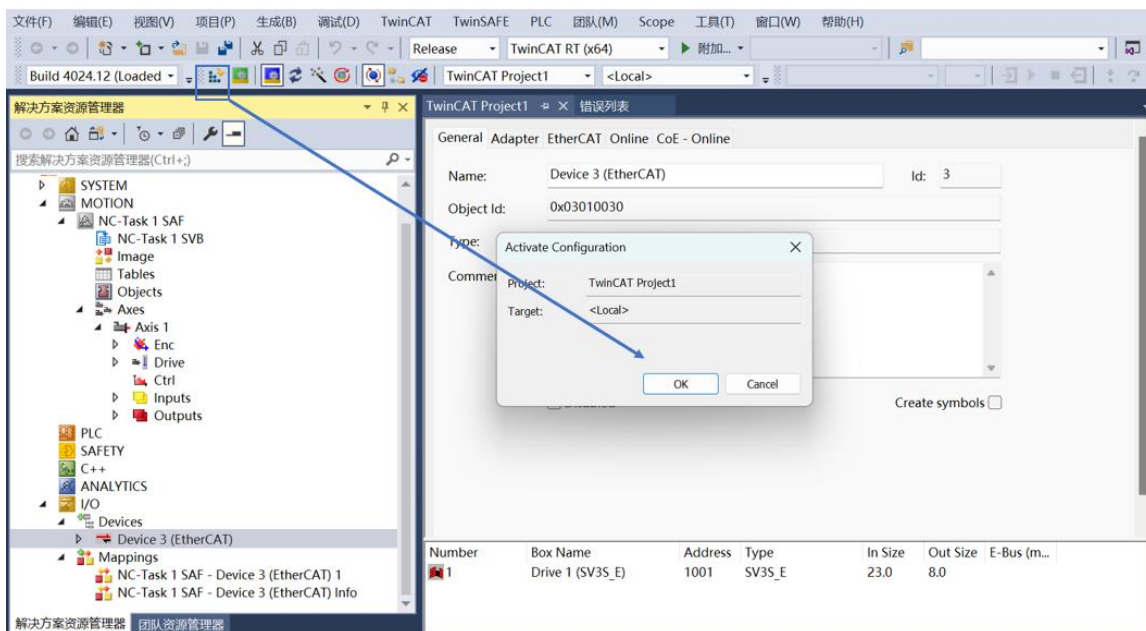 文件(F) 编辑(E) 视图(V) 项目(P) 生成(B) 调试(D) TwinCAT TwinSAFE PLC 团队(M) Scope 工具(T) 窗口(W) 帮助(H)
Release TwinCAT RT (x64) 附加...
Build 4024.12 (Loaded TwinCAT Project1 <Local>
解决方案资源管理器
搜索解决方案资源管理器(Ctrl+;)
SYSTEM
MOTION
NC-Task 1 SAF
NC-Task 1 SVB
Image
Tables
Objects
Axes
Axis 1
Enc
Drive
Ctrl
Inputs
Outputs
PLC
SAFETY
C++
ANALYTICS
I/O
Devices
Device 3 (EtherCAT)
Mappings
NC-Task 1 SAF - Device 3 (EtherCAT) 1
NC-Task 1 SAF - Device 3 (EtherCAT) Info
解决方案资源管理器 团队资源管理器
TwinCAT Project1 错误列表
General Adapter EtherCAT Online CoE - Online
Name: Device 3 (EtherCAT) Id: 3
Object Id: 0x03010030
Type:
Activate Configuration
Project: TwinCAT Project1
Target: <Local>
OK Cancel
Create symbols
Number Box Name Address Type In Size Out Size E-Bus (m...
1 Drive 1 (SV3S_E) 1001 SV3S_E 23.0 8.0